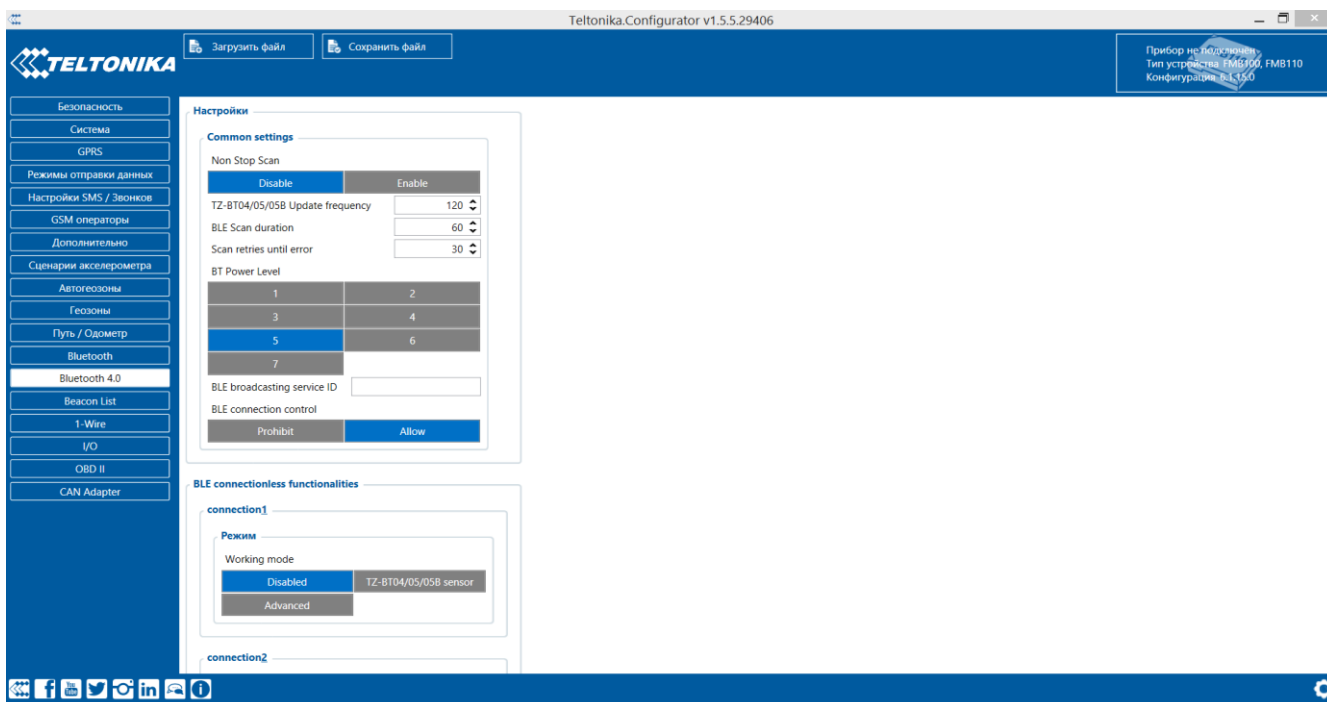 Teltonika.Configurator v1.5.5.29406
TELTONIKA
Загрузить файл
Сохранить файл
Прибор не подключен
Тип устройства FMB100, FMB110
Конфигурация 6.1.15.0
Безопасность
Система
GPRS
Режимы отправки данных
Настройки SMS / Звонков
GSM операторы
Дополнительно
Сценарии акселерометра
Автогеозоны
Геозоны
Путь / Одометр
Bluetooth
Bluetooth 4.0
Beacon List
1-Wire
I/O
OBD II
CAN Adapter
Настройки
Common settings
Non Stop Scan
Disable Enable
TZ-BT04/05/05B Update frequency 120
BLE Scan duration 60
Scan retries until error 30
BT Power Level
1 2
3 4
5 6
7
BLE broadcasting service ID
BLE connection control
Prohibit Allow
BLE connectionless functionalities
connection1
Режим
Working mode
Disabled TZ-BT04/05/05B sensor
Advanced
connection2